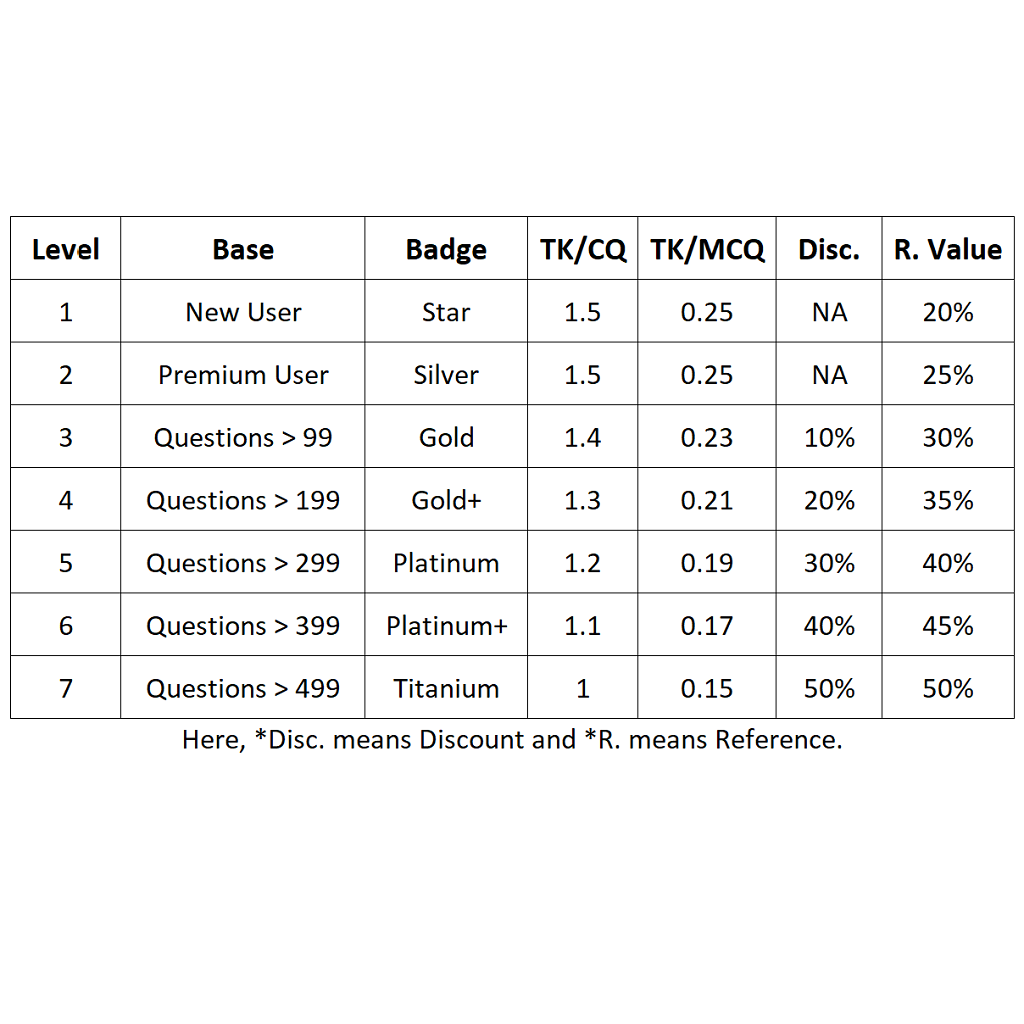 Level Base Badge TK/CQ TK/MCQ Disc. R. Value
1 New User Star 1.5 0.25 NA 20%
2 Premium User Silver 1.5 0.25 NA 25%
3 Questions > 99 Gold 1.4 0.23 10% 30%
4 Questions > 199 Gold+ 1.3 0.21 20% 35%
5 Questions > 299 Platinum 1.2 0.19 30% 40%
6 Questions > 399 Platinum+ 1.1 0.17 40% 45%
7 Questions > 499 Titanium 1 0.15 50% 50%
Here, *Disc. means Discount and *R. means Reference.